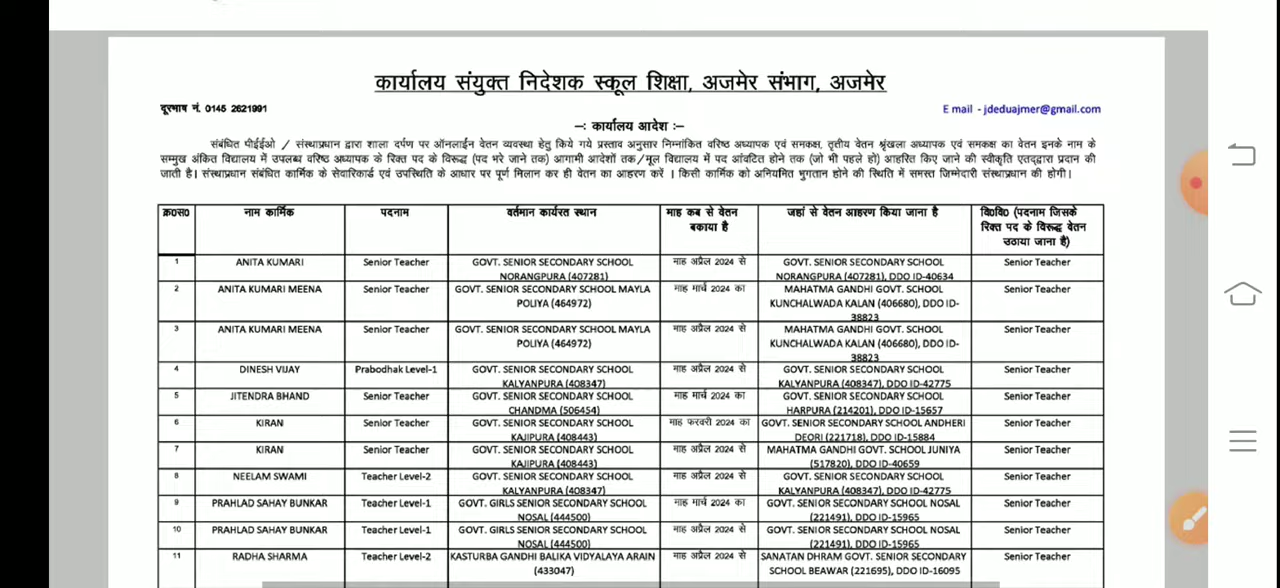 कार्यालय संयुक्त निदेशक स्कूल शिक्षा, अजमेर संभाग, अजमेर
दूरभाष नं. 0145 2621991 E mail - jdeduajmer@gmail.com
-: कार्यालय आदेश :-
संबंधित पीईईओ / संस्थाप्रधान द्वारा शाला दर्पण पर ऑनलाईन वेतन व्यवस्था हेतु किये गये प्रस्ताव अनुसार निम्नांकित वरिष्ठ अध्यापक एवं समकक्ष, तृतीय वेतन श्रृंखला अध्यापक एवं समकक्ष का वेतन इनके नाम के
सम्मुख अंकित विद्यालय में उपलब्ध वरिष्ठ अध्यापक के रिक्त पद के विरूद्ध (पद भरे जाने तक) आगामी आदेशों तक/मूल विद्यालय में पद आंवटित होने तक (जो भी पहले हो) आहरित किए जाने की स्वीकृति एतद्द्वारा प्रदान की
जाती है। संस्थाप्रधान संबंधित कार्मिक के सेवारिकार्ड एवं उपस्थिति के आधार पर पूर्ण मिलान कर ही वेतन का आहरण करें । किसी कार्मिक को अनियमित भुगतान होने की स्थिति में समस्त जिम्मेदारी संस्थाप्रधान की होगी।
क्र०स० नाम कार्मिक पदनाम वर्तमान कार्यरत स्थान माह कब से वेतन जहां से वेतन आहरण किया जाना है वि०वि० (पदनाम जिसके
बकाया है रिक्त पद के विरूद्ध वेतन
उठाया जाना है)
1 ANITA KUMARI Senior Teacher GOVT. SENIOR SECONDARY SCHOOL माह अप्रैल 2024 से GOVT. SENIOR SECONDARY SCHOOL Senior Teacher
NORANGPURA (407281) NORANGPURA (407281), DDO ID-40634
2 ANITA KUMARI MEENA Senior Teacher GOVT. SENIOR SECONDARY SCHOOL MAYLA माह मार्च 2024 का MAHATMA GANDHI GOVT. SCHOOL Senior Teacher
POLIYA (464972) KUNCHALWADA KALAN (406680), DDO ID-
38823
3 ANITA KUMARI MEENA Senior Teacher GOVT. SENIOR SECONDARY SCHOOL MAYLA माह अप्रैल 2024 से MAHATMA GANDHI GOVT. SCHOOL Senior Teacher
POLIYA (464972) KUNCHALWADA KALAN (406680), DDO ID-
38823
4 DINESH VIJAY Prabodhak Level-1 GOVT. SENIOR SECONDARY SCHOOL माह अप्रैल 2024 से GOVT. SENIOR SECONDARY SCHOOL Senior Teacher
KALYANPURA (408347) KALYANPURA (408347), DDO ID-42775
5 JITENDRA BHAND Senior Teacher GOVT. SENIOR SECONDARY SCHOOL माह मार्च 2024 का GOVT. SENIOR SECONDARY SCHOOL Senior Teacher
CHANDMA (506454) HARPURA (214201), DDO ID-15657
6 KIRAN Senior Teacher GOVT. SENIOR SECONDARY SCHOOL माह फरवरी 2024 का GOVT. SENIOR SECONDARY SCHOOL ANDHERI Senior Teacher
KAJIPURA (408443) DEORI (221718), DDO ID-15884
7 KIRAN Senior Teacher GOVT. SENIOR SECONDARY SCHOOL माह अप्रैल 2024 से MAHATMA GANDHI GOVT. SCHOOL JUNIYA Senior Teacher
KAJIPURA (408443) (517820), DDO ID-40659
8 NEELAM SWAMI Teacher Level-2 GOVT. SENIOR SECONDARY SCHOOL माह अप्रैल 2024 से GOVT. SENIOR SECONDARY SCHOOL Senior Teacher
KALYANPURA (408347) KALYANPURA (408347), DDO ID-42775
9 PRAHLAD SAHAY BUNKAR Teacher Level-1 GOVT. GIRLS SENIOR SECONDARY SCHOOL माह मार्च 2024 का GOVT. SENIOR SECONDARY SCHOOL NOSAL Senior Teacher
NOSAL (444500) (221491), DDO ID-15965
10 PRAHLAD SAHAY BUNKAR Teacher Level-1 GOVT. GIRLS SENIOR SECONDARY SCHOOL माह अप्रैल 2024 से GOVT. SENIOR SECONDARY SCHOOL NOSAL Senior Teacher
NOSAL (444500) (221491), DDO ID-15965
11 RADHA SHARMA Teacher Level-2 KASTURBA GANDHI BALIKA VIDYALAYA ARAIN माह अप्रैल 2024 से SANATAN DHRAM GOVT. SENIOR SECONDARY Senior Teacher
(433047) SCHOOL BEAWAR (221695), DDO ID-16095